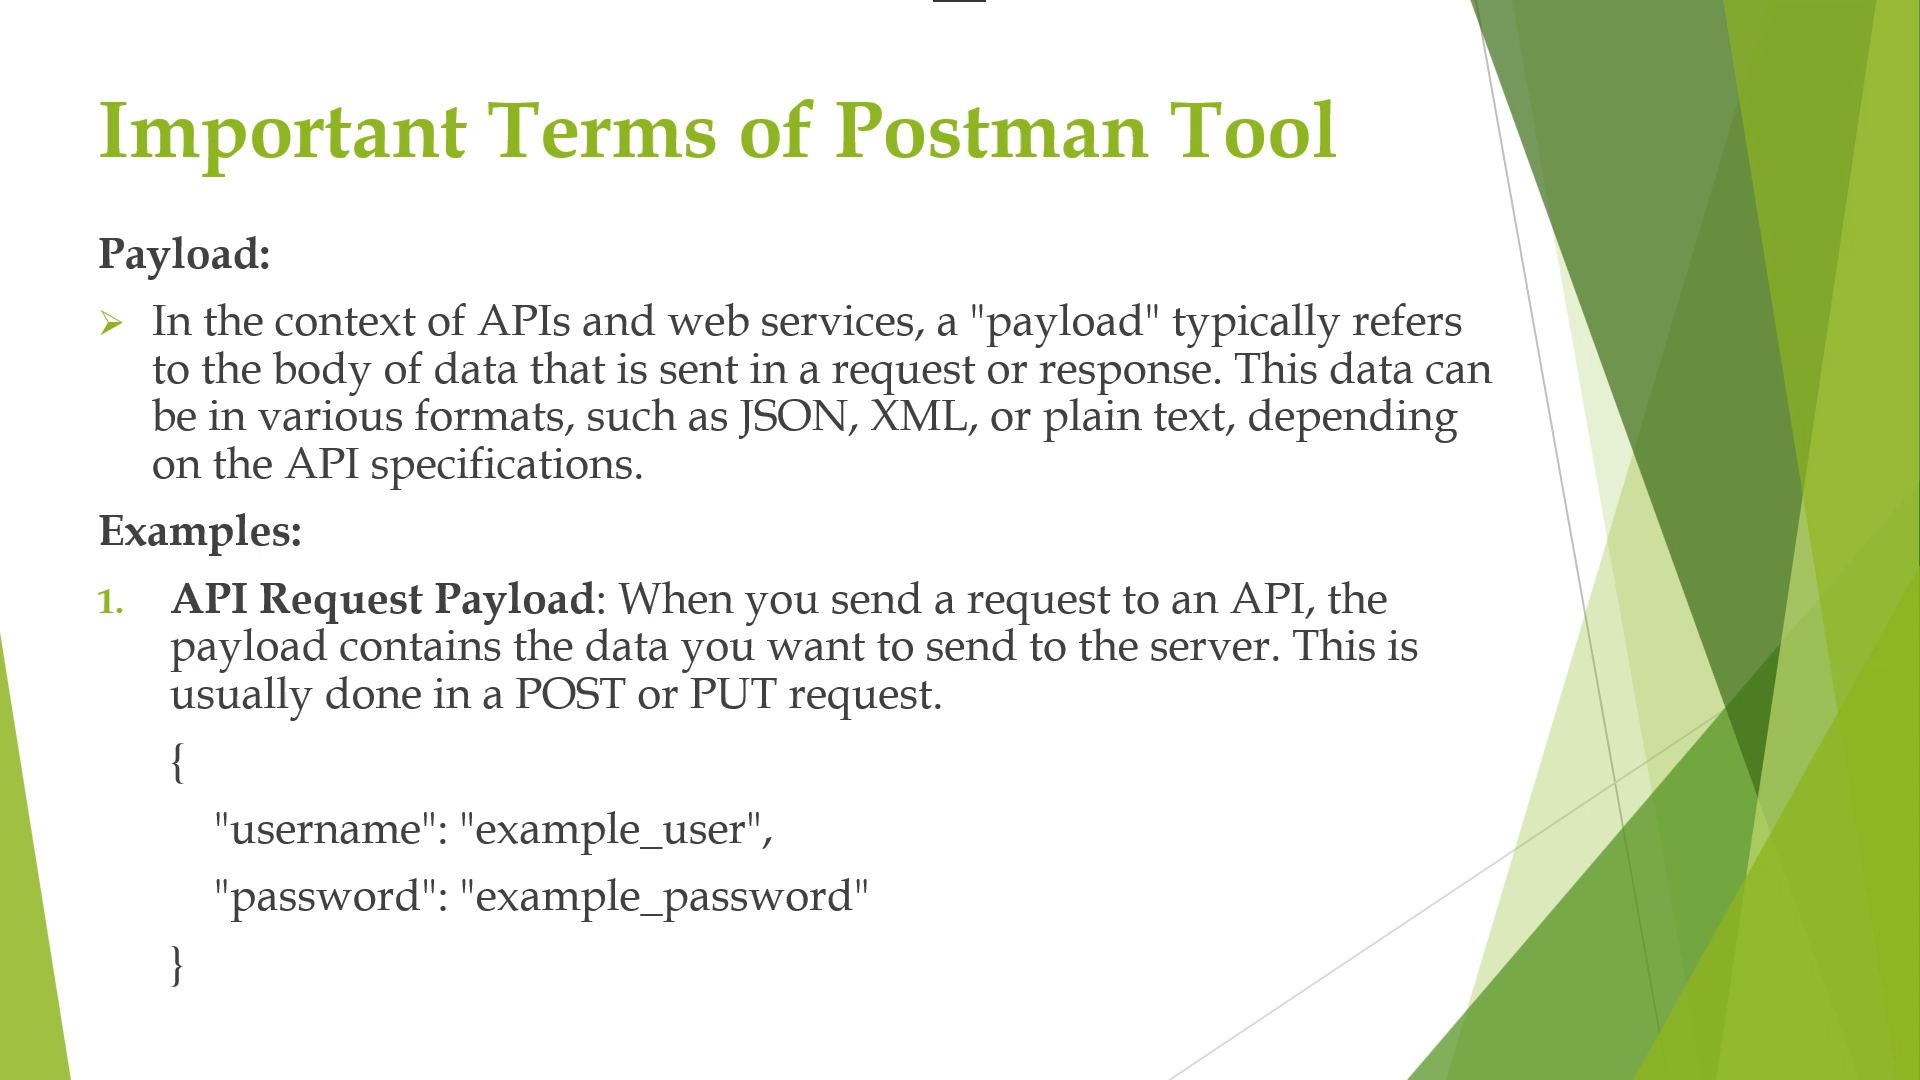 Important Terms of Postman Tool
Payload:
In the context of APIs and web services, a "payload" typically refers
to the body of data that is sent in a request or response. This data can
be in various formats, such as JSON, XML, or plain text, depending
on the API specifications.
Examples:
1. API Request Payload: When you send a request to an API, the
payload contains the data you want to send to the server. This is
usually done in a POST or PUT request.
{
"username": "example_user",
"password": "example_password"
}